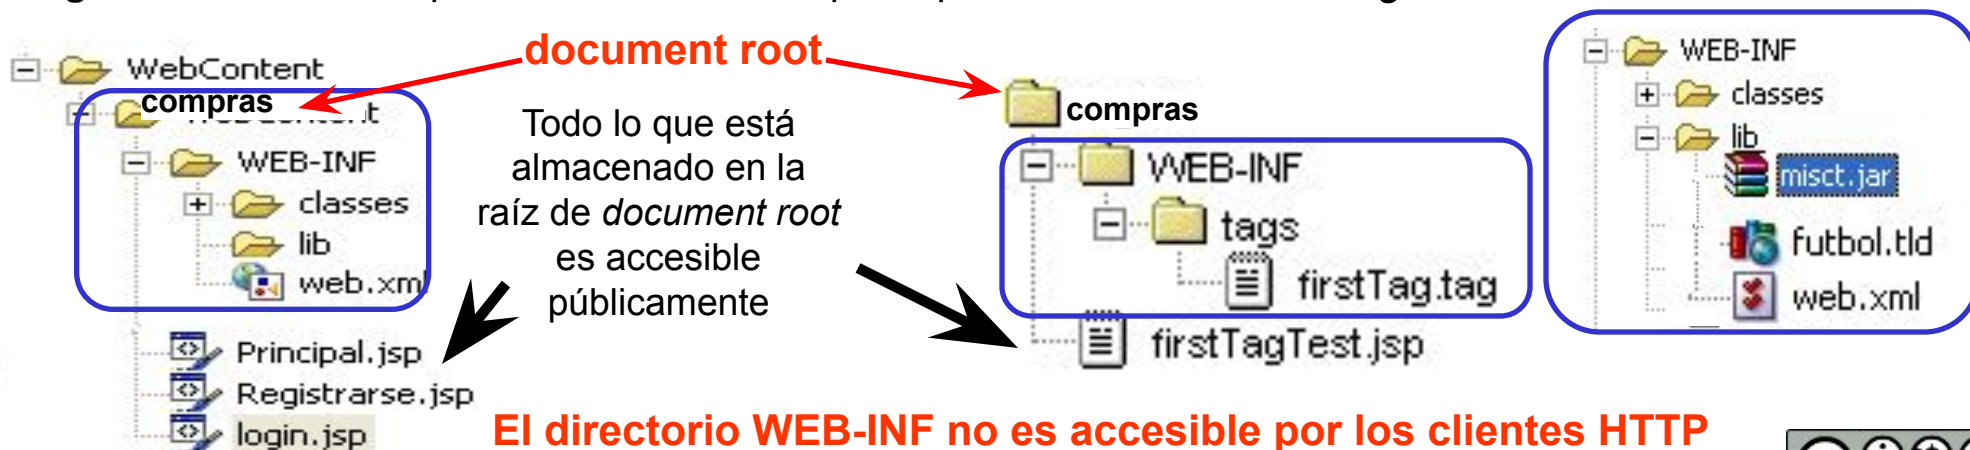 document root
WebContent
compras
WEB-INF
classes
lib
web.xml
Principal.jsp
Registrarse.jsp
login.jsp
Todo lo que está
almacenado en la
raíz de document root
es accesible
públicamente
compras
WEB-INF
tags
firstTag.tag
firstTagTest.jsp
WEB-INF
classes
lib
misct.jar
futbol.tld
web.xml
El directorio WEB-INF no es accesible por los clientes HTTP